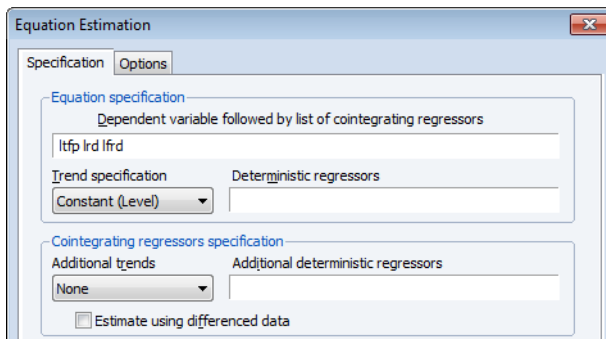 Equation Estimation
Specification Options
Equation specification
Dependent variable followed by list of cointegrating regressors
ltfp lrd lfrd
Trend specification Deterministic regressors
Constant (Level)
Cointegrating regressors specification
Additional trends Additional deterministic regressors
None
Estimate using differenced data